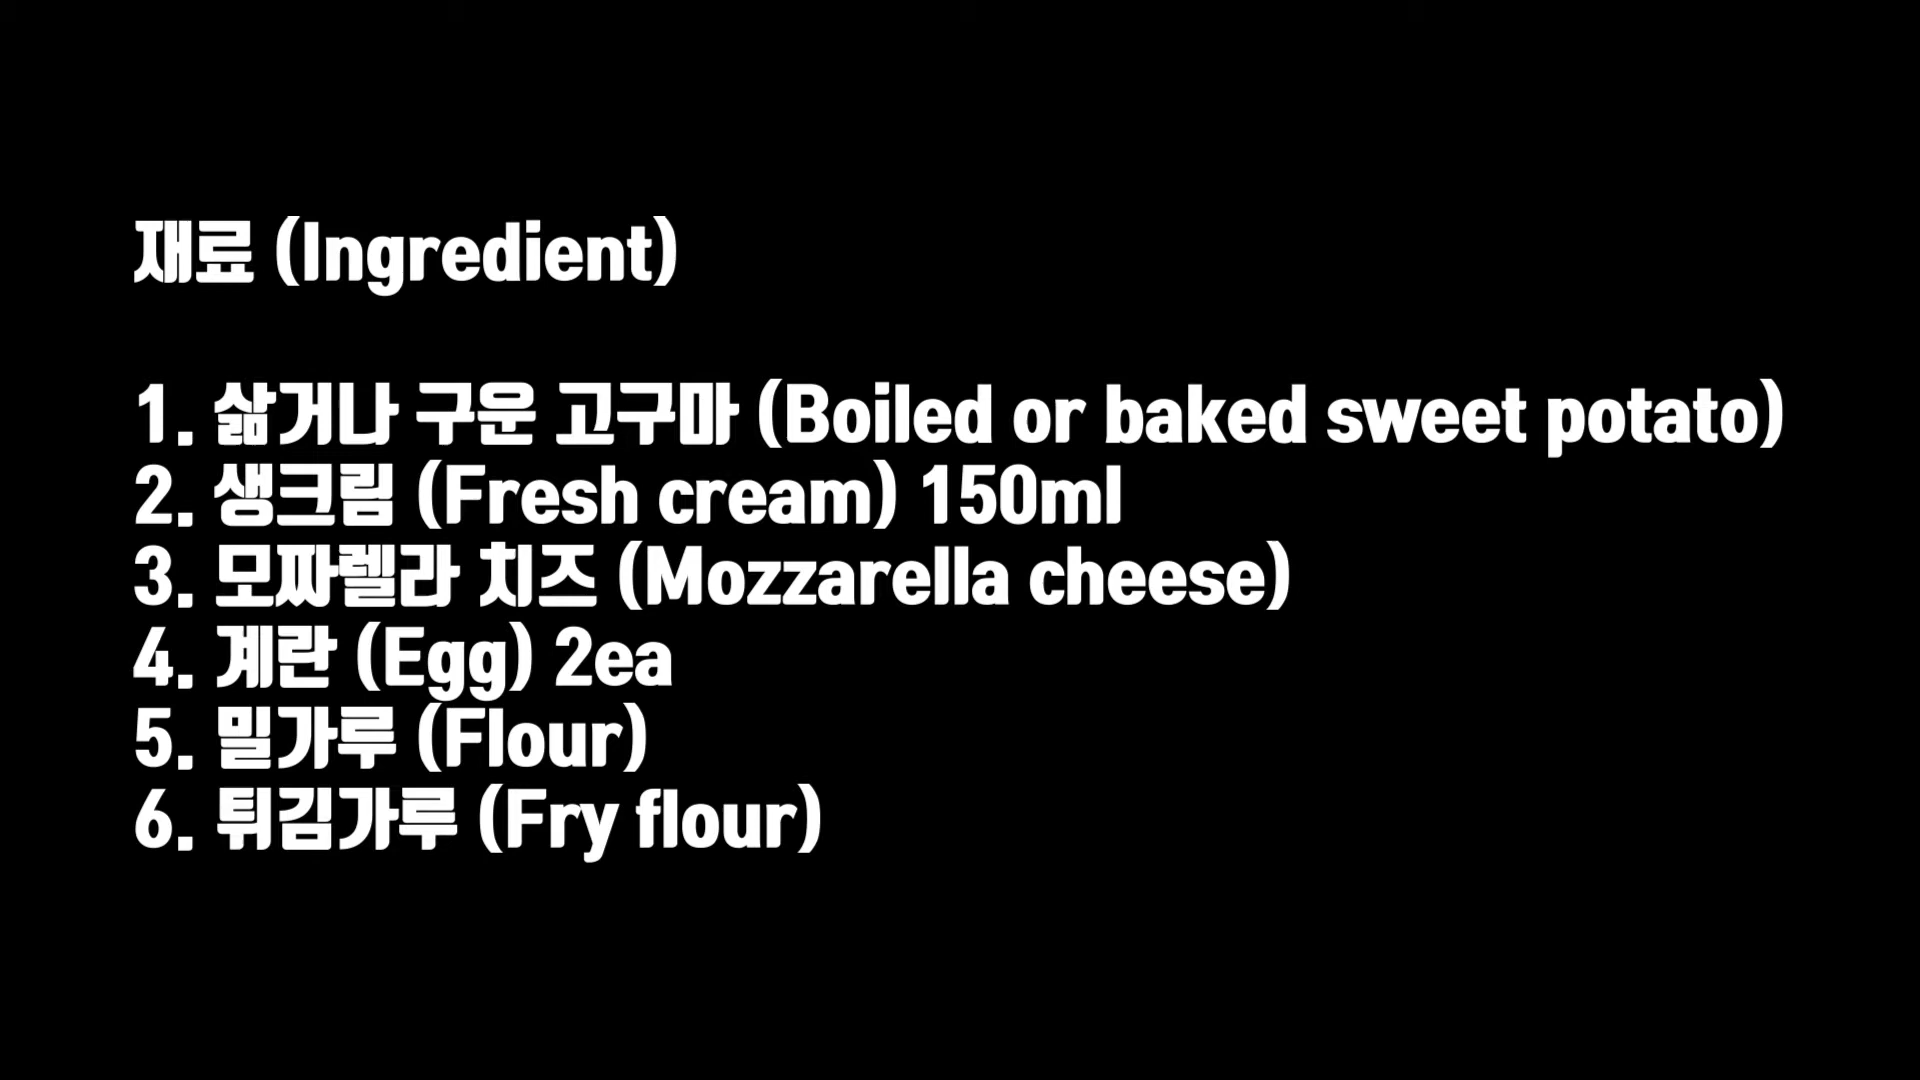 재료 (Ingredient)
1. 삶거나 구운 고구마 (Boiled or baked sweet potato)
2. 생크림 (Fresh cream) 150ml
3. 모짜렐라 치즈 (Mozzarella cheese)
4. 계란 (Egg) 2ea
5. 밀가루 (Flour)
6. 튀김가루 (Fry flour)